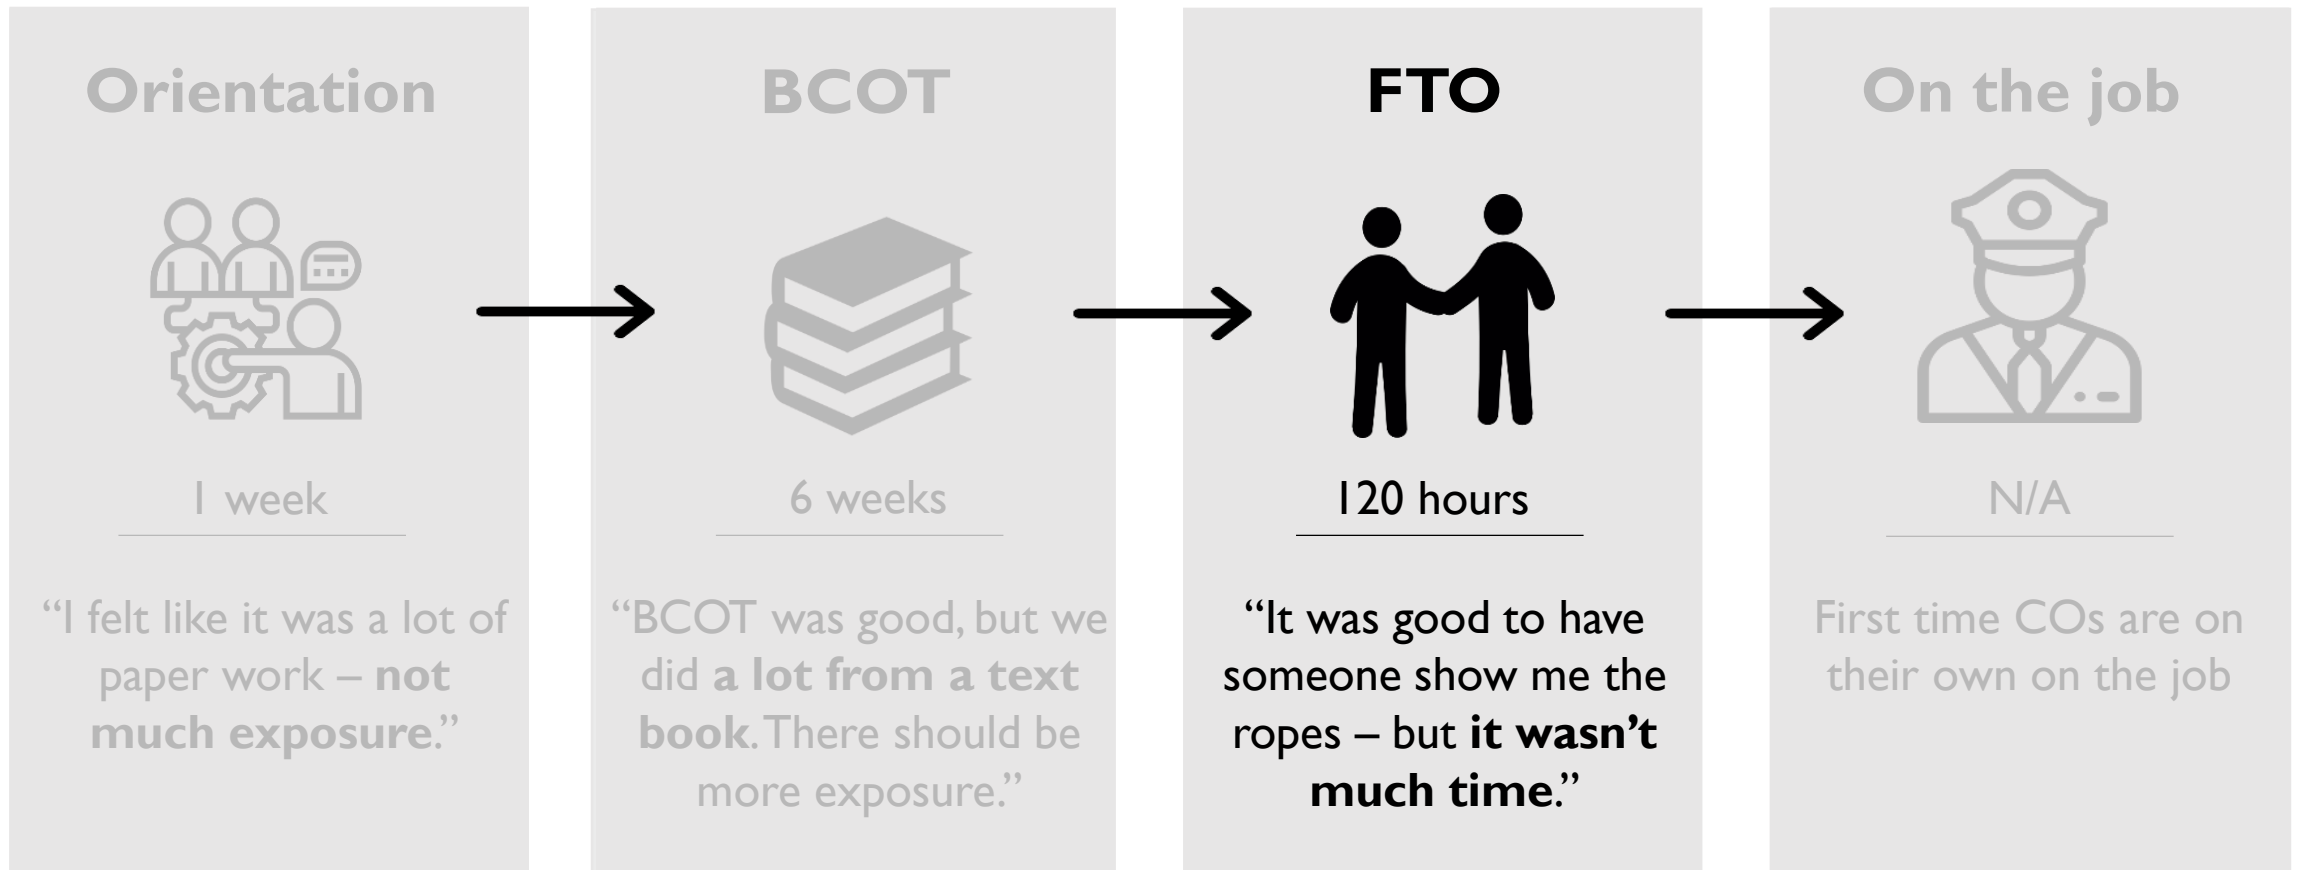 Orientation
1 week
“I felt like it was a lot of
paper work – not
much exposure.”
BCOT
6 weeks
“BCOT was good, but we
did a lot from a text
book. There should be
more exposure.”
FTO
120 hours
“It was good to have
someone show me the
ropes – but it wasn’t
much time.”
On the job
N/A
First time COs are on
their own on the job